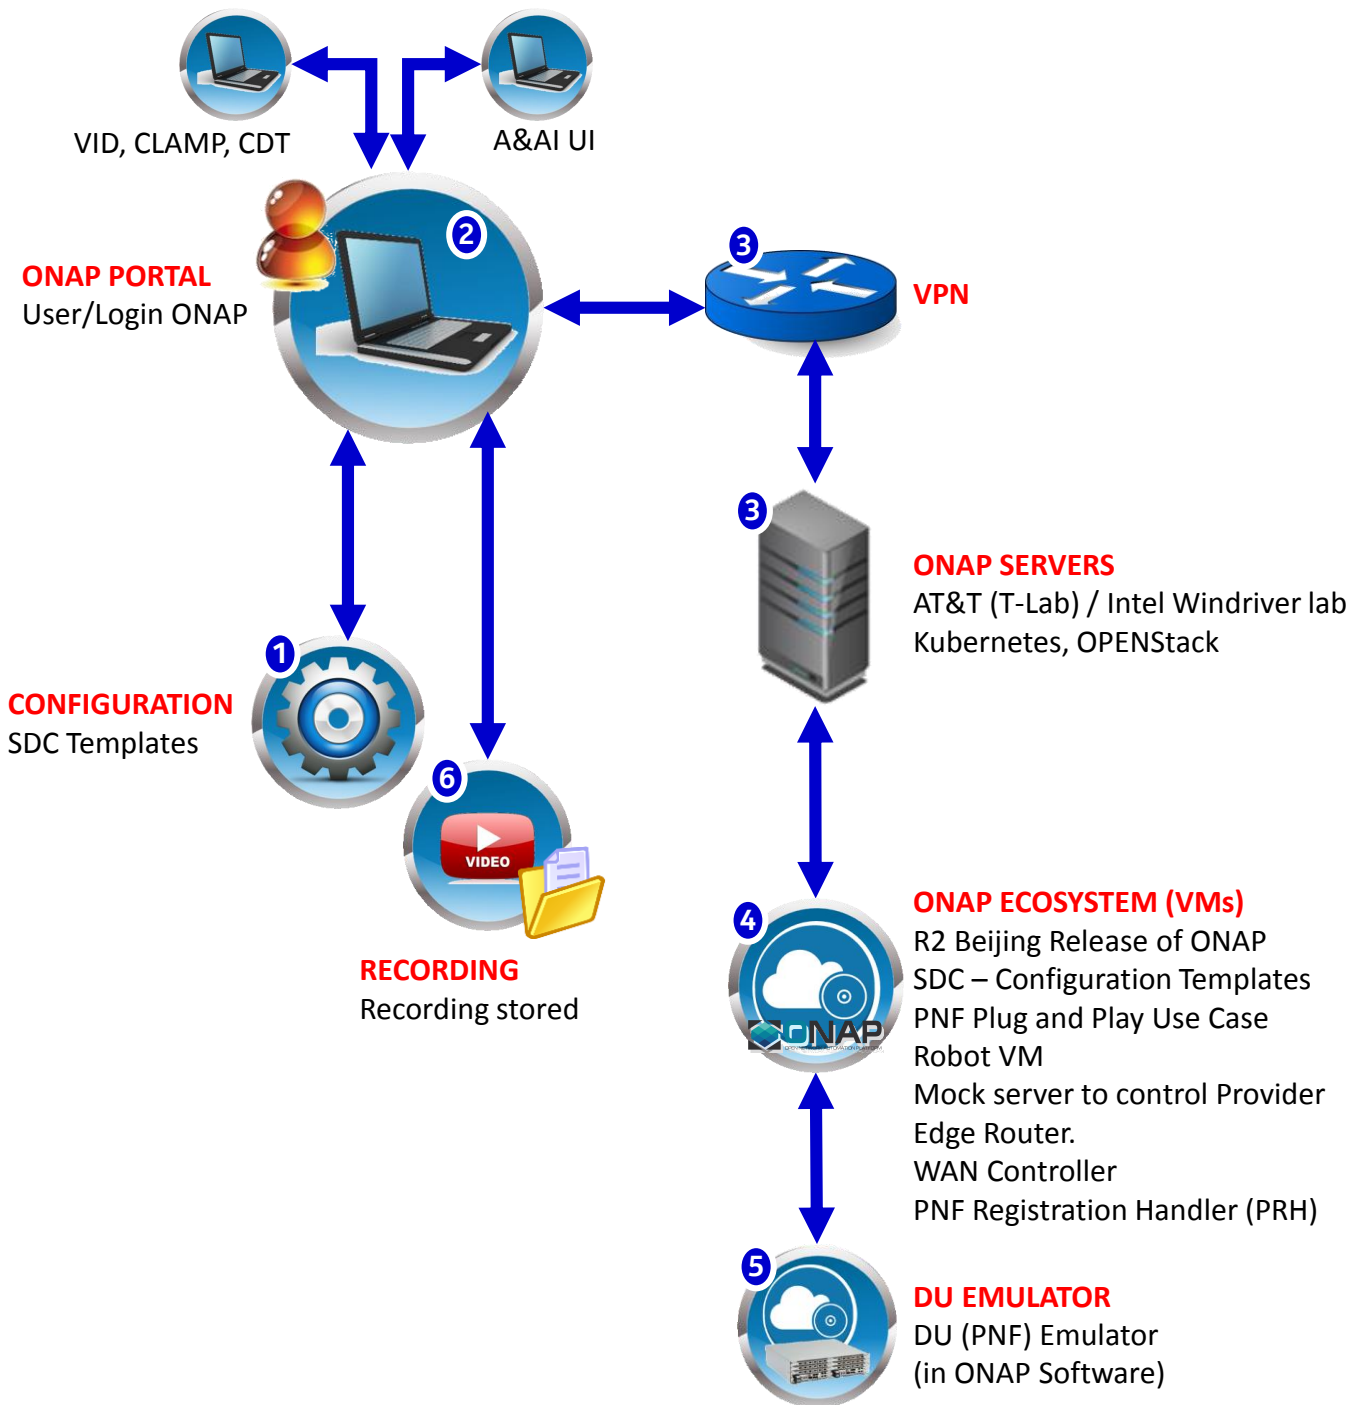 VID, CLAMP, CDT
A&AI UI
2
ONAP PORTAL
User/Login ONAP
3
VPN
3
ONAP SERVERS
AT&T (T-Lab) / Intel Windriver lab
Kubernetes, OPENStack
1
CONFIGURATION
SDC Templates
6
VIDEO
RECORDING
Recording stored
4
ONAP
ONAP ECOSYSTEM (VMs)
R2 Beijing Release of ONAP
SDC – Configuration Templates
PNF Plug and Play Use Case
Robot VM
Mock server to control Provider
Edge Router.
WAN Controller
PNF Registration Handler (PRH)
5
DU EMULATOR
DU (PNF) Emulator
(in ONAP Software)